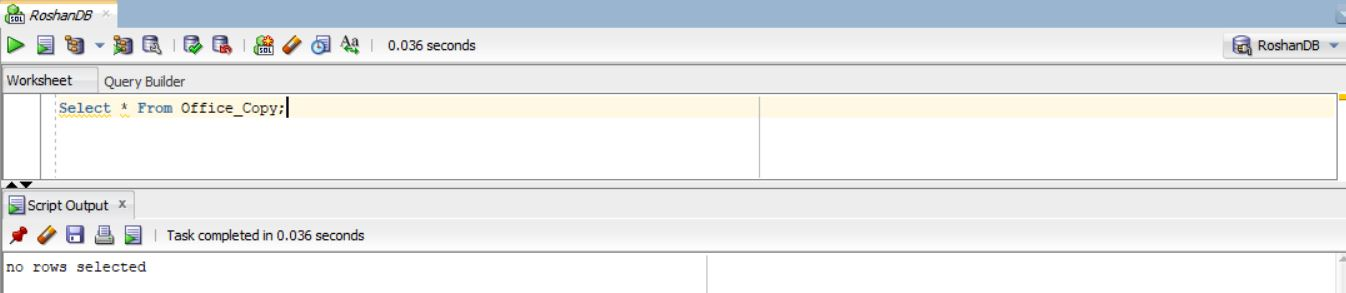 RoshanDB
0.036 seconds
RoshanDB
Worksheet Query Builder
Select * From Office_Copy;
Script Output x
Task completed in 0.036 seconds
no rows selected